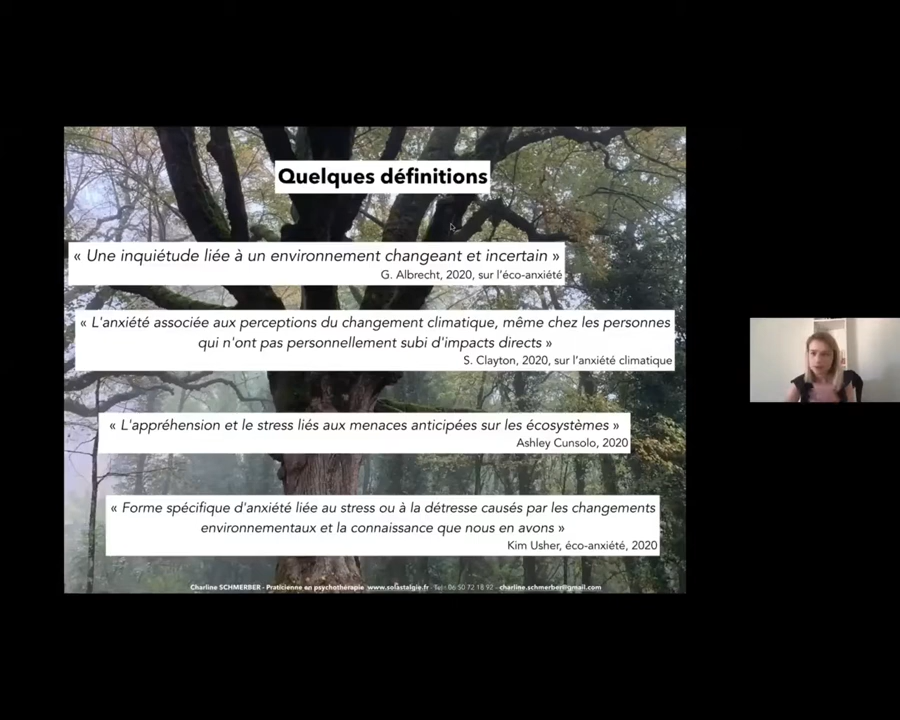 Quelques définitions
« Une inquiétude liée à un environnement changeant et incertain »
G. Albrecht, 2020, sur l'éco-anxiété
« L'anxiété associée aux perceptions du changement climatique, même chez les personnes
qui n'ont pas personnellement subi d'impacts directs »
S. Clayton, 2020, sur l'anxiété climatique
« L'appréhension et le stress liés aux menaces anticipées sur les écosystèmes »
Ashley Cunsolo, 2020
« Forme spécifique d'anxiété liée au stress ou à la détresse causés par les changements
environnementaux et la connaissance que nous en avons »
Kim Usher, éco-anxiété, 2020
Charline SCHMERBER - Praticienne en psychothérapie www.solastalgie.fr - Tel : 06 50 72 18 92 - charline.schmerber@gmail.com